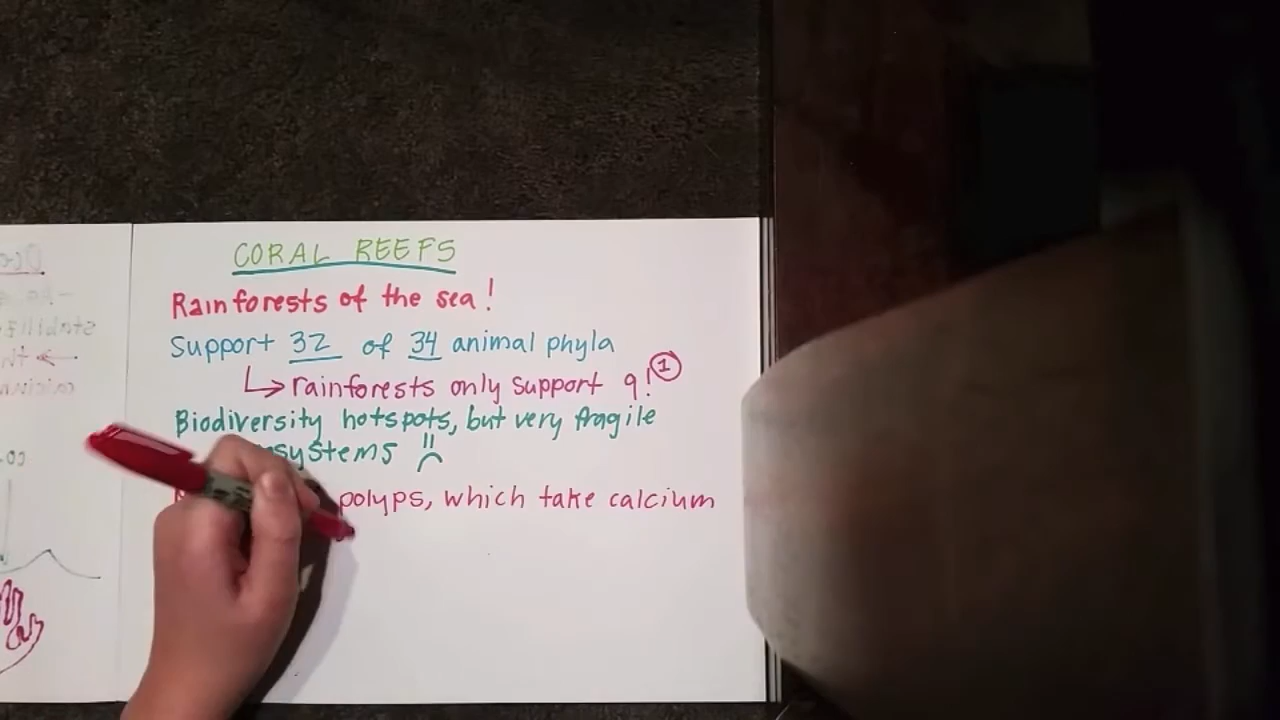 CORAL REEFS
Rainforests of the sea!
Support 32 of 34 animal phyla
rainforests only support 9! 1
Biodiversity hotspots, but very fragile
polyps, which take calcium